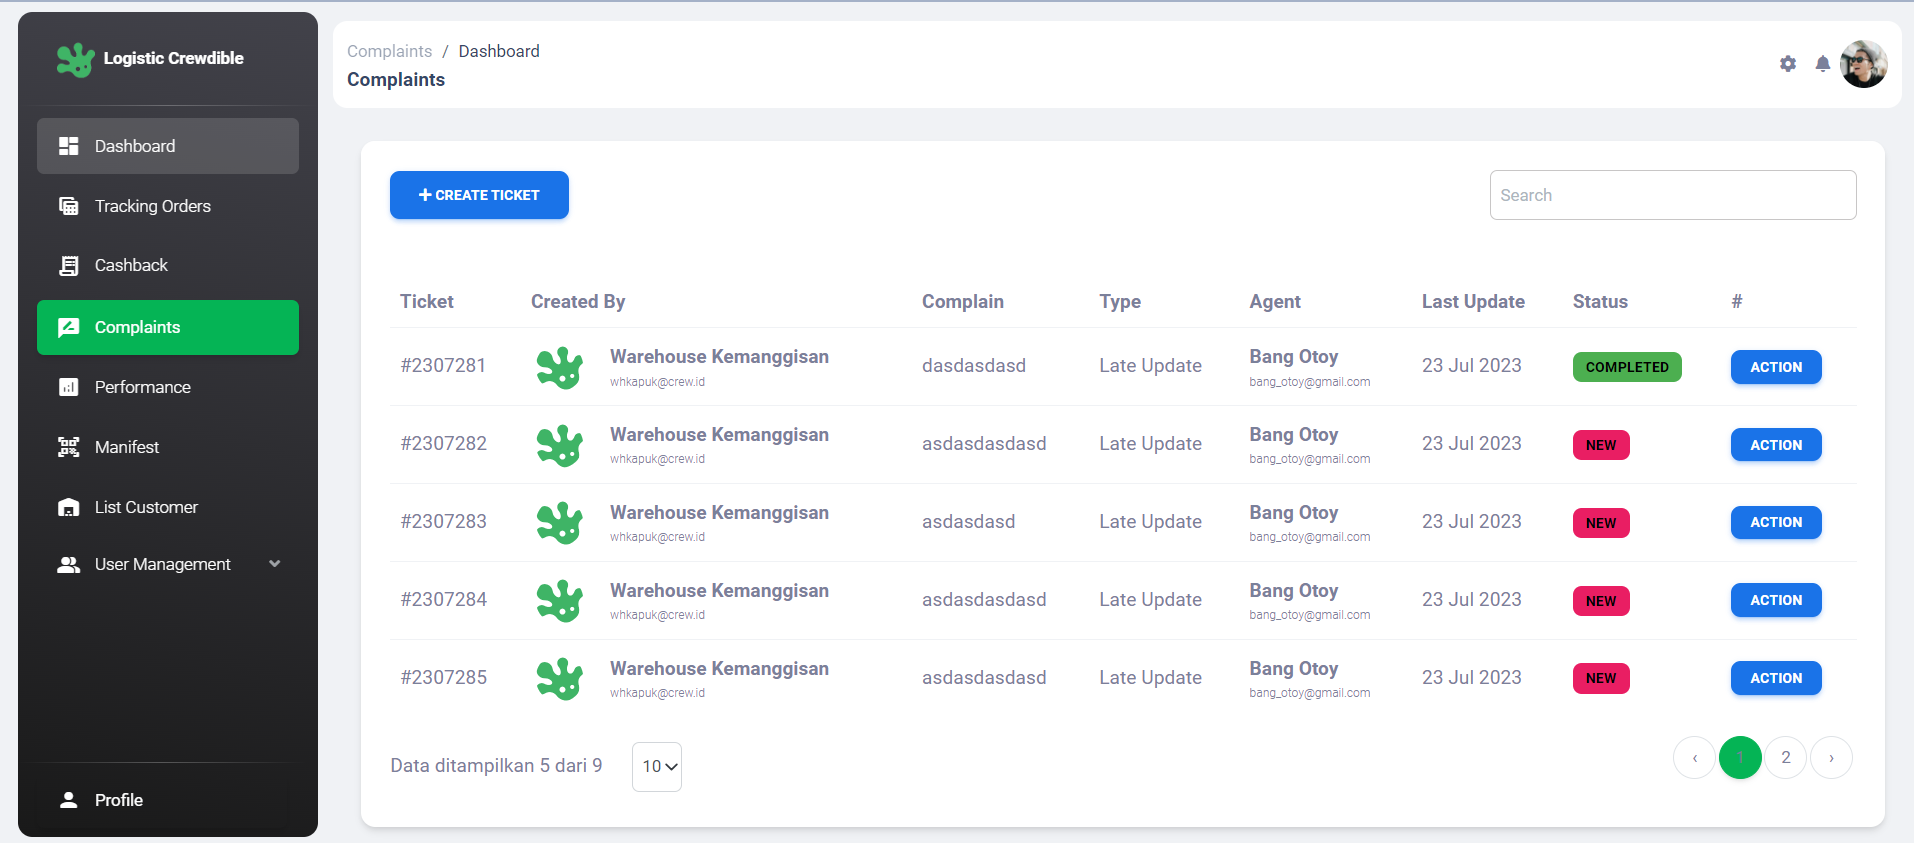 Logistic Crewdible
Dashboard
Tracking Orders
Cashback
Complaints
Performance
Manifest
List Customer
User Management
Profile
Complaints / Dashboard
Complaints
+ CREATE TICKET
Search
Ticket Created By Complain Type Agent Last Update Status #
#2307281 Warehouse Kemanggisan dasdasdasd Late Update Bang Otoy 23 Jul 2023 COMPLETED ACTION
whkapuk@crew.id bang_otoy@gmail.com
#2307282 Warehouse Kemanggisan asdasdasdasd Late Update Bang Otoy 23 Jul 2023 NEW ACTION
whkapuk@crew.id bang_otoy@gmail.com
#2307283 Warehouse Kemanggisan asdasdasd Late Update Bang Otoy 23 Jul 2023 NEW ACTION
whkapuk@crew.id bang_otoy@gmail.com
#2307284 Warehouse Kemanggisan asdasdasdasd Late Update Bang Otoy 23 Jul 2023 NEW ACTION
whkapuk@crew.id bang_otoy@gmail.com
#2307285 Warehouse Kemanggisan asdasdasdasd Late Update Bang Otoy 23 Jul 2023 NEW ACTION
whkapuk@crew.id bang_otoy@gmail.com
Data ditampilkan 5 dari 9 10 ‹ 1 2 ›